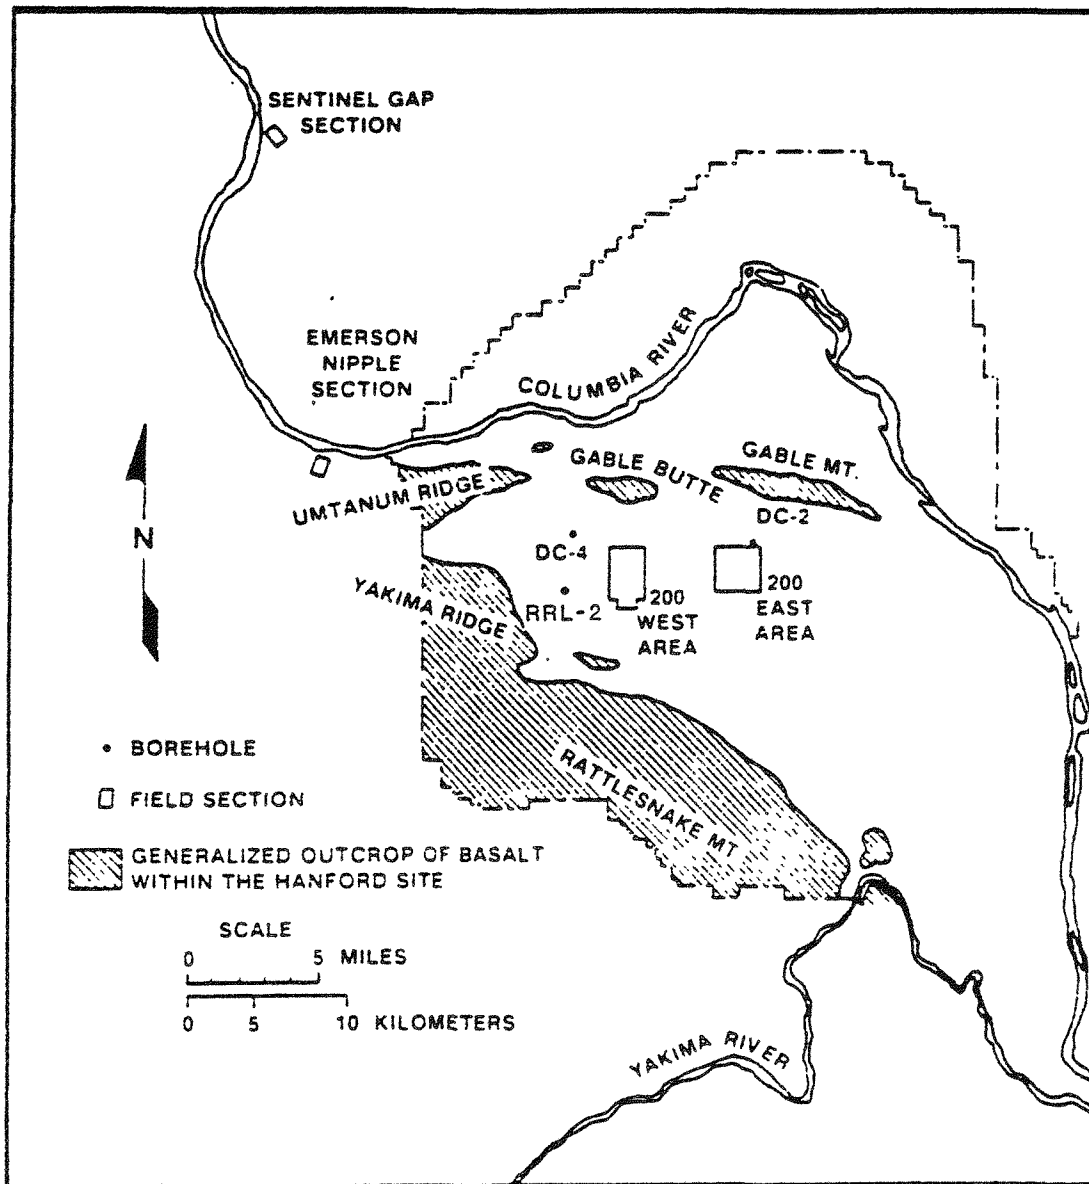 SENTINEL GAP
SECTION
EMERSON
NIPPLE
SECTION
COLUMBIA RIVER
GABLE BUTTE
GABLE MT.
UMTANUM RIDGE
DC-2
N
DC-4
YAKIMA RIDGE
RRL-2
200
WEST
AREA
200
EAST
AREA
BOREHOLE
FIELD SECTION
RATTLESNAKE MT
GENERALIZED OUTCROP OF BASALT
WITHIN THE HANFORD SITE
SCALE
0 5 MILES
0 5 10 KILOMETERS
YAKIMA RIVER